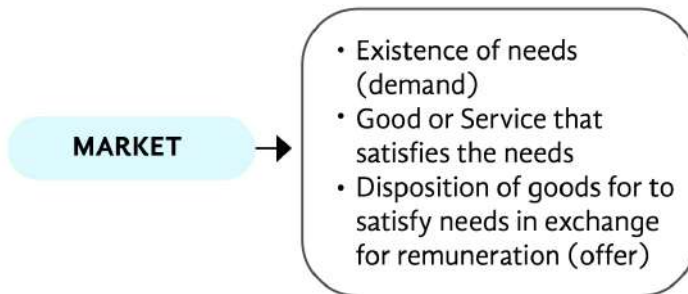 MARKET
• Existence of needs
(demand)
• Good or Service that
satisfies the needs
• Disposition of goods for to
satisfy needs in exchange
for remuneration (offer)